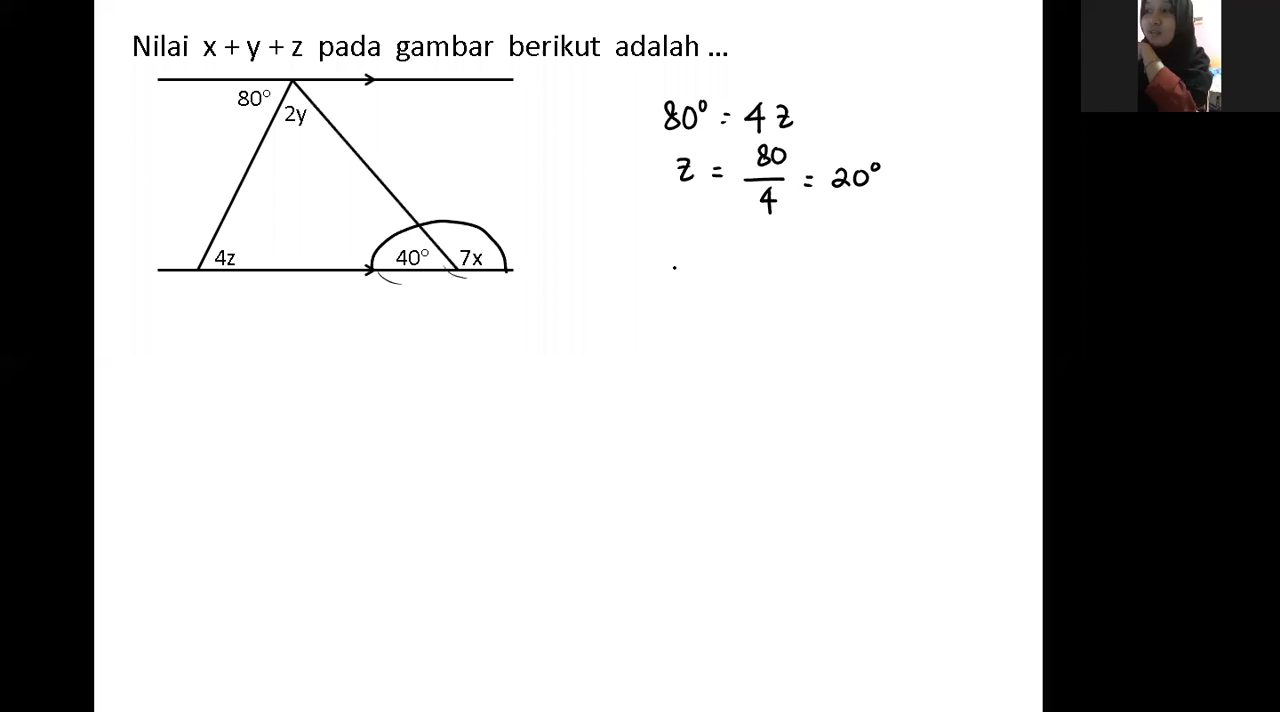 Nilai x + y + z pada gambar berikut adalah ...
80°
2y
4z
40°
7x
80° = 4z
z = 80/4 = 20°